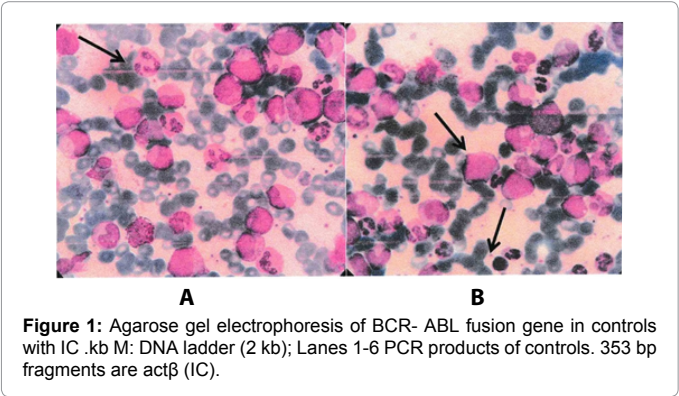 A B
Figure 1: Agarose gel electrophoresis of BCR- ABL fusion gene in controls
with IC .kb M: DNA ladder (2 kb); Lanes 1-6 PCR products of controls. 353 bp
fragments are actβ (IC).